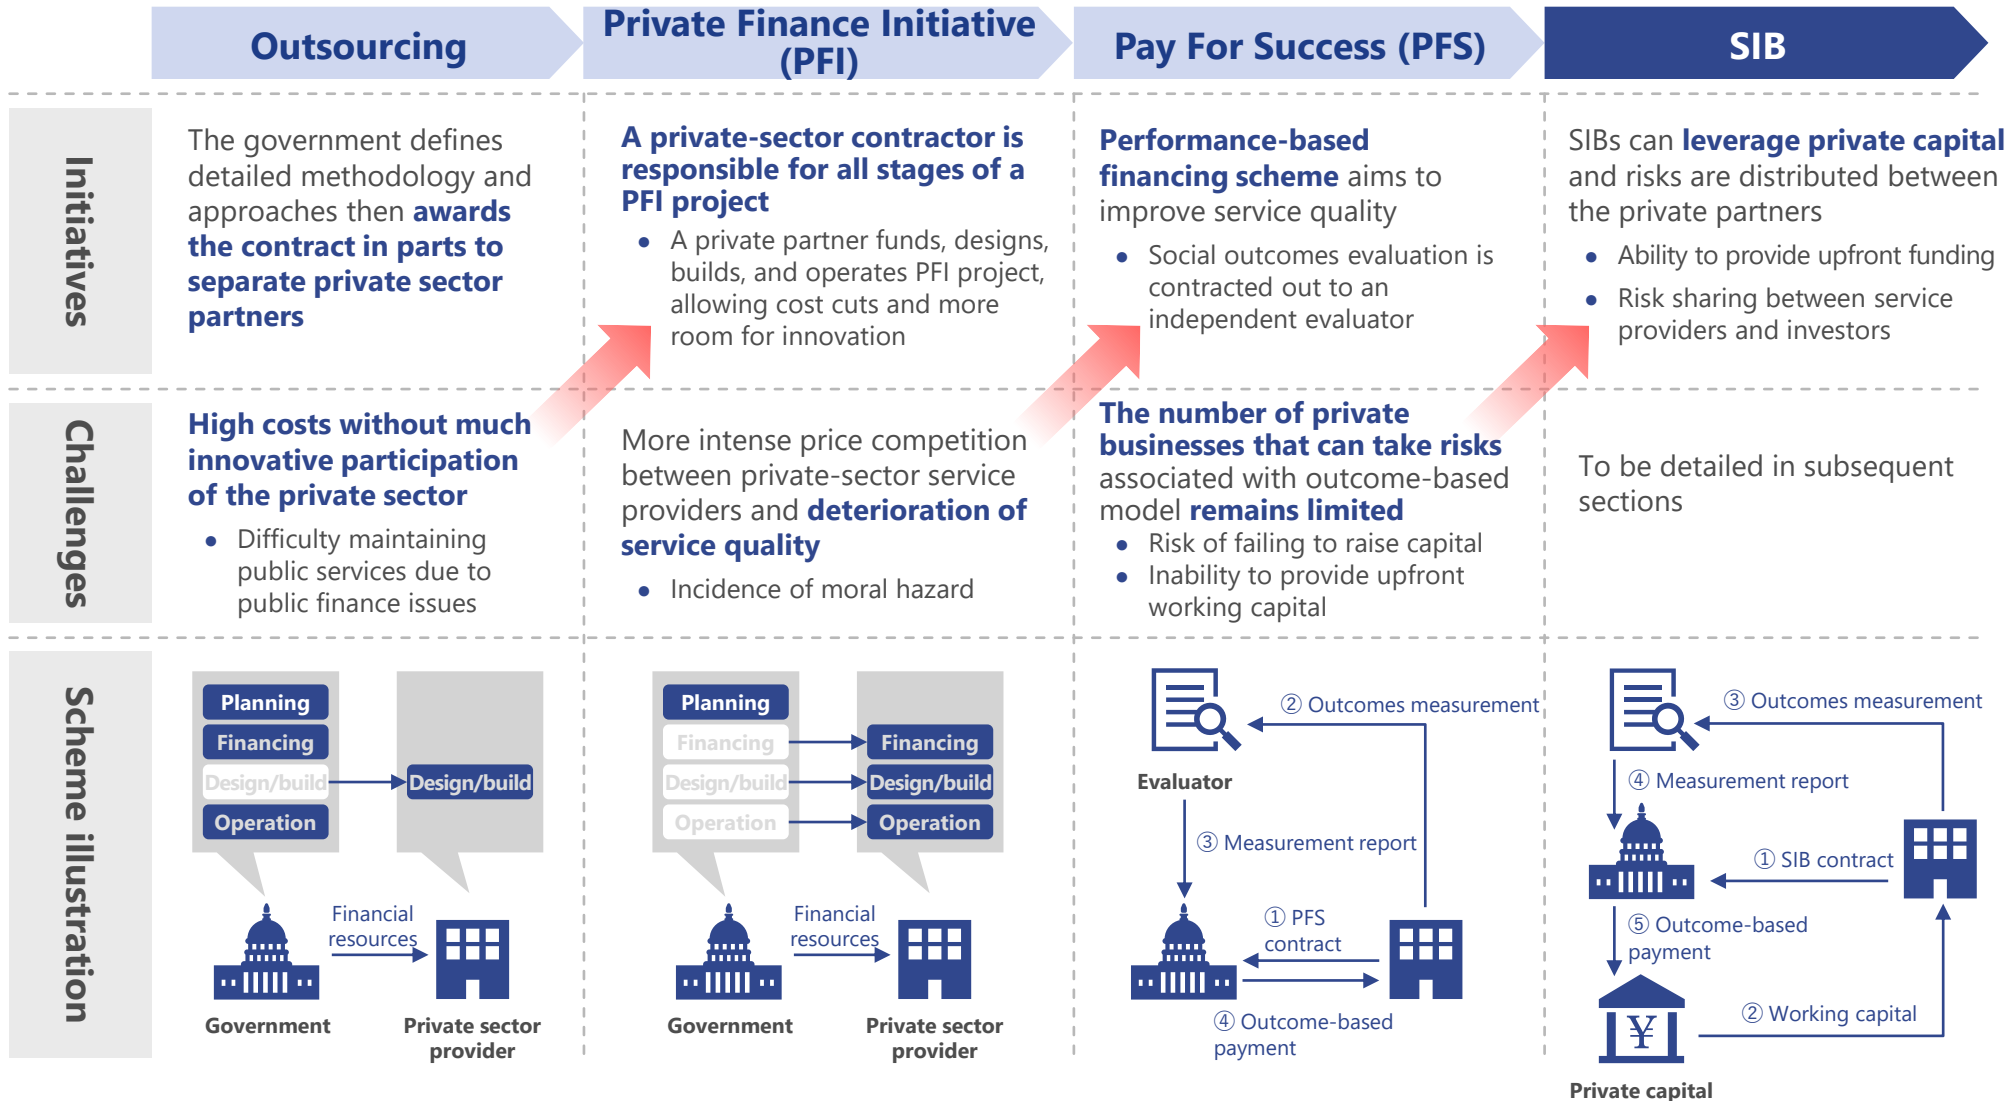 Outsourcing
Private Finance Initiative
(PFI)
Pay For Success (PFS)
SIB
Initiatives
The government defines
detailed methodology and
approaches then awards
the contract in parts to
separate private sector
partners
A private-sector contractor is
responsible for all stages of a
PFI project
● A private partner funds, designs,
builds, and operates PFI project,
allowing cost cuts and more
room for innovation
Performance-based
financing scheme aims to
improve service quality
● Social outcomes evaluation is
contracted out to an
independent evaluator
SIBs can leverage private capital
and risks are distributed between
the private partners
● Ability to provide upfront funding
● Risk sharing between service
providers and investors
Challenges
High costs without much
innovative participation
of the private sector
● Difficulty maintaining
public services due to
public finance issues
More intense price competition
between private-sector service
providers and deterioration of
service quality
● Incidence of moral hazard
The number of private
businesses that can take risks
associated with outcome-based
model remains limited
● Risk of failing to raise capital
● Inability to provide upfront
working capital
To be detailed in subsequent
sections
Scheme illustration
Planning
Financing
Design/build
Operation
Design/build
Financial
resources
Government
Private sector
provider
Planning
Financing
Design/build
Operation
Financing
Design/build
Operation
Financial
resources
Government
Private sector
provider
② Outcomes measurement
Evaluator
③ Measurement report
① PFS
contract
④ Outcome-based
payment
③ Outcomes measurement
④ Measurement report
① SIB contract
⑤ Outcome-based
payment
② Working capital
¥
Private capital